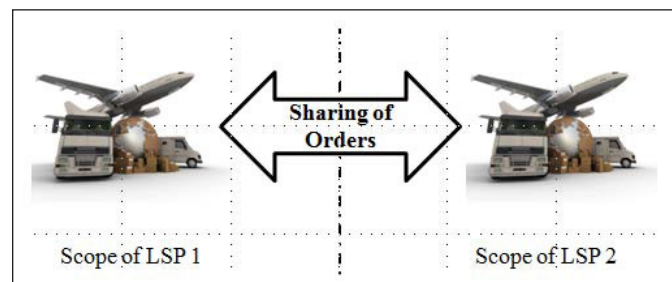 Sharing of
Orders
Scope of LSP 1
Scope of LSP 2